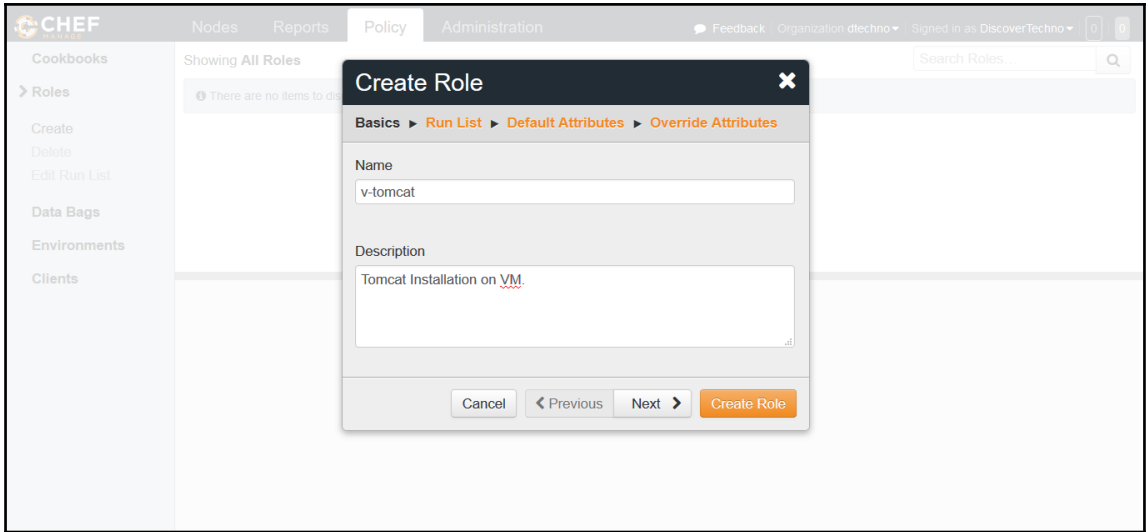 CHEF
MANAGE
Nodes Reports Policy Administration
Feedback Organization dtechno Signed in as DiscoverTechno 0 0
Cookbooks
Roles
Create
Delete
Edit Run List
Data Bags
Environments
Clients
Showing All Roles
Search Roles...
There are no items to dis
Create Role
Basics ► Run List ► Default Attributes ► Override Attributes
Name
v-tomcat
Description
Tomcat Installation on VM.
Cancel Previous Next Create Role